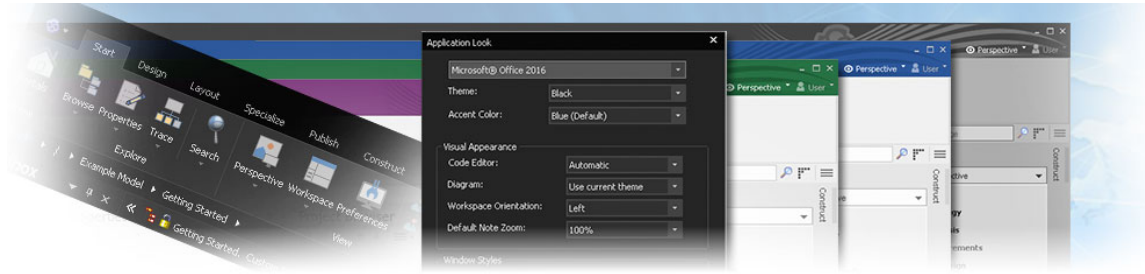 Start Design Layout Specialize Publish Construct
Browse Properties Trace Search Perspective Workspace Preferences
Explore View
Example Model Getting Started
Getting Started.
Application Look
Microsoft® Office 2016
Theme: Black
Accent Color: Blue (Default)
Visual Appearance
Code Editor: Automatic
Diagram: Use current theme
Workspace Orientation: Left
Default Note Zoom: 100%
Window Styles
Perspective User
Construct
Perspective User
Construct
Perspective User
Construct